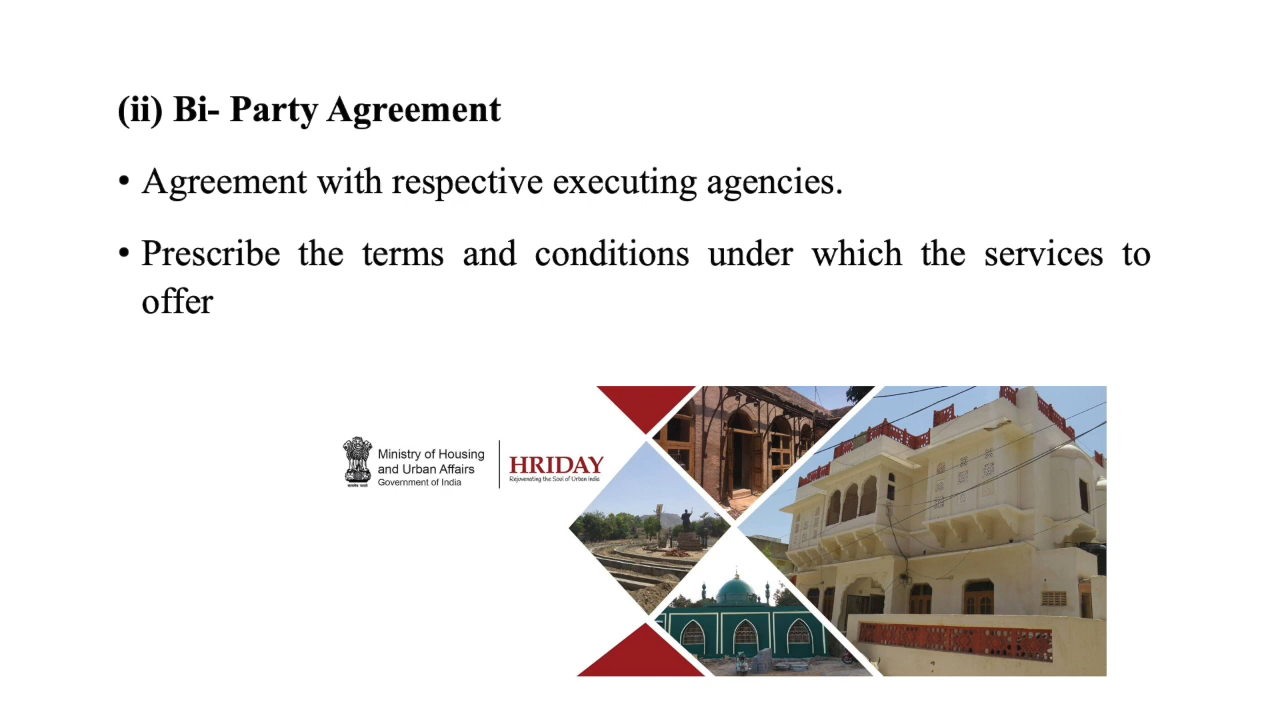 (ii) Bi- Party Agreement
• Agreement with respective executing agencies.
• Prescribe the terms and conditions under which the services to
offer
Ministry of Housing
and Urban Affairs
Government of India
HRIDAY
Rejuvenating the Soul of Urban India